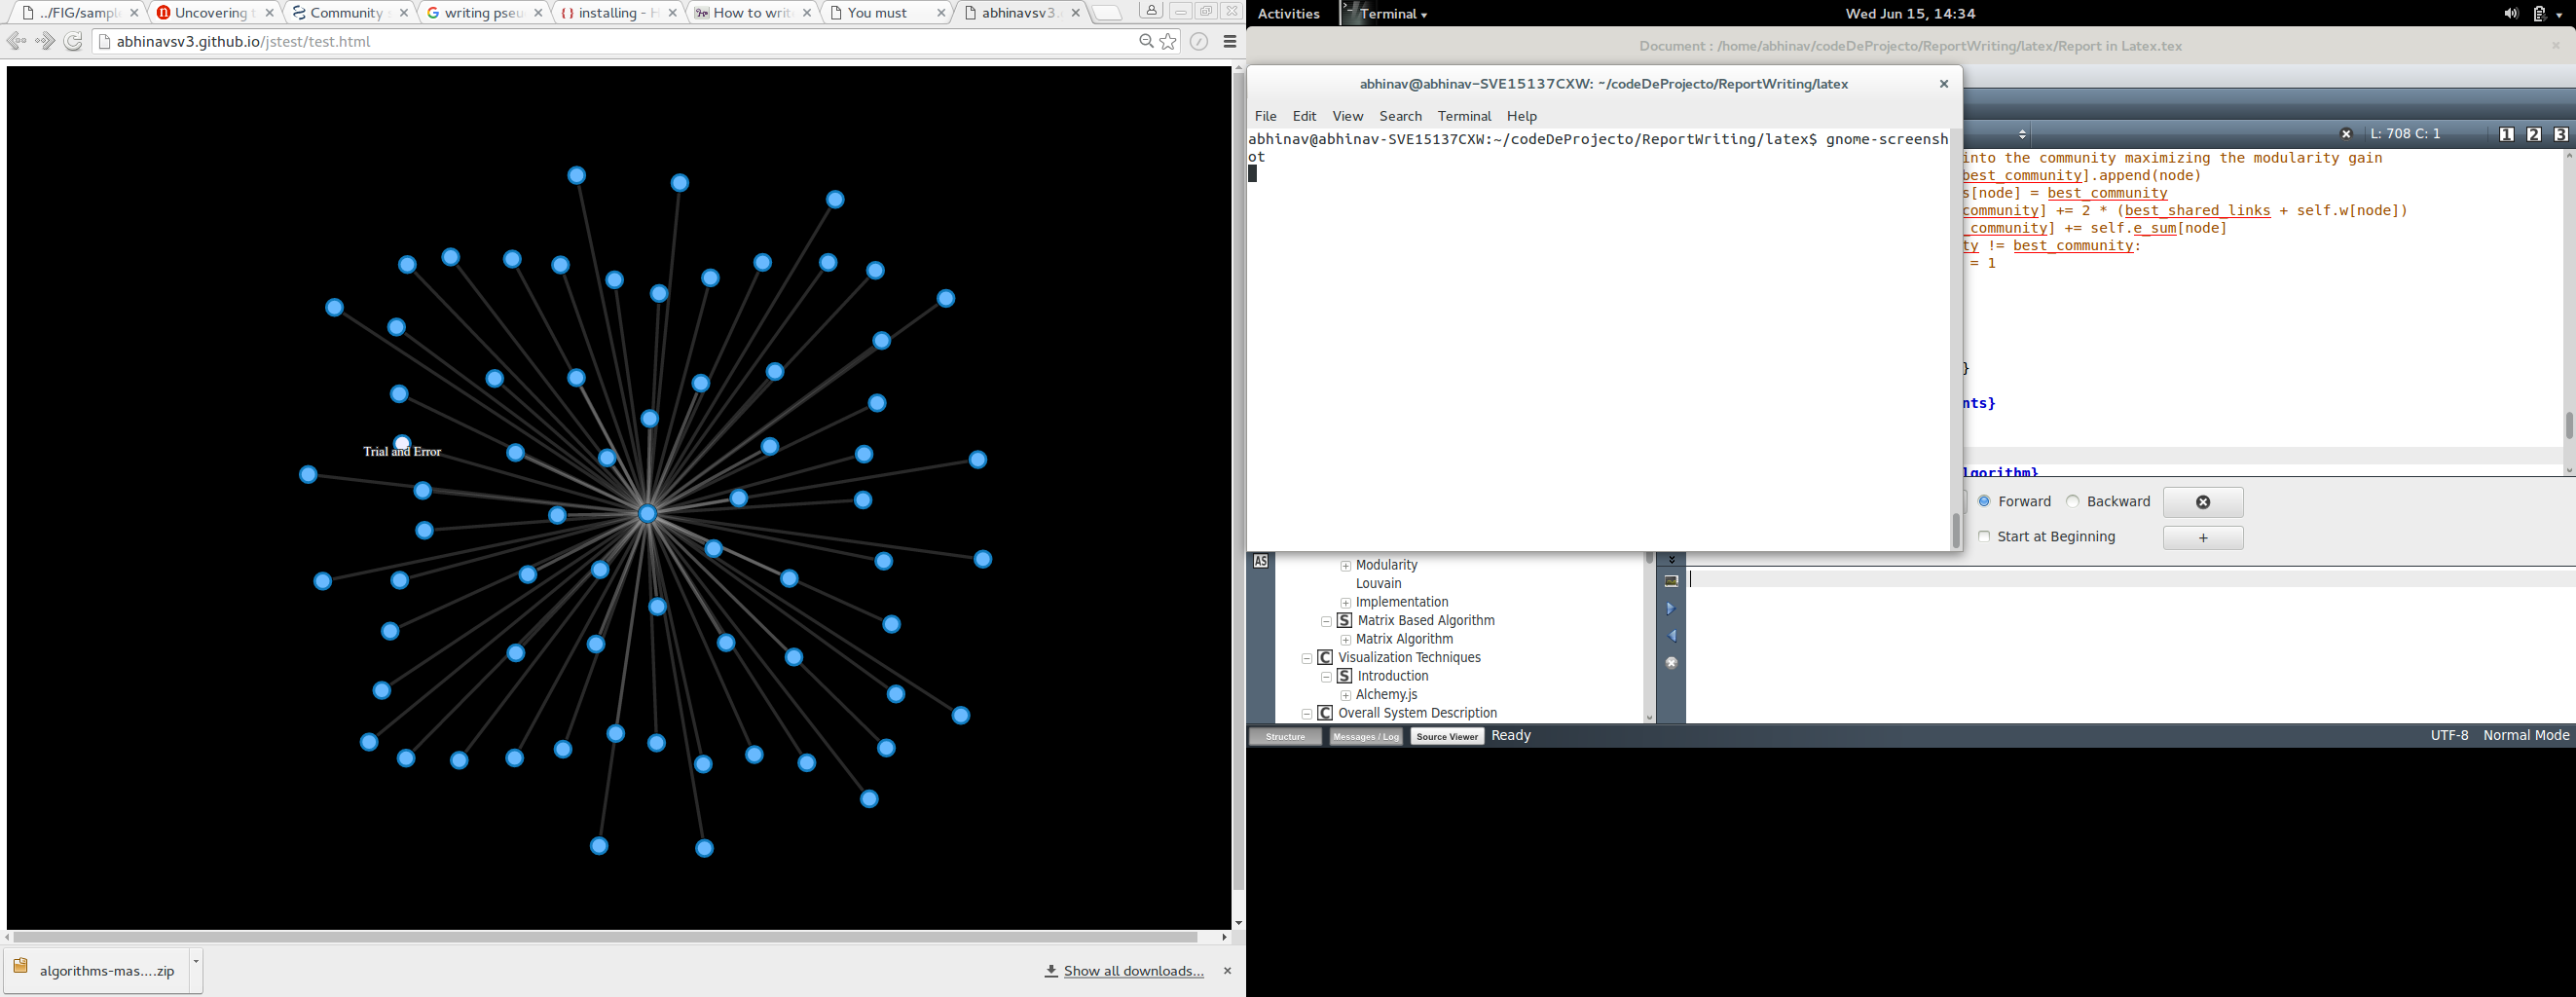 ../FIG/sampl
Uncovering t
Community s
writing pseu
installing - H
How to writ
You must
abhinavsv3.
abhinavsv3.github.io/jstest/test.html
Trial and Error
algorithms-mas....zip
Show all downloads...
Activities
Terminal
Wed Jun 15, 14:34
Document : /home/abhinav/codeDeProjecto/ReportWriting/latex/Report in Latex.tex
abhinav@abhinav-SVE15137CXW: ~/codeDeProjecto/ReportWriting/latex
File Edit View Search Terminal Help
abhinav@abhinav-SVE15137CXW:~/codeDeProjecto/ReportWriting/latex$ gnome-screensh
ot
L: 708 C: 1
1 2 3
into the community maximizing the modularity gain
best_community].append(node)
s[node] = best_community
community] += 2 * (best_shared_links + self.w[node])
_community] += self.e_sum[node]
ty != best_community:
= 1
}
nts}
lgorithm}
Forward
Backward
Start at Beginning
+
AS
Modularity
Louvain
Implementation
S Matrix Based Algorithm
Matrix Algorithm
C Visualization Techniques
S Introduction
Alchemy.js
C Overall System Description
Structure
Messages / Log
Source Viewer
Ready
UTF-8
Normal Mode